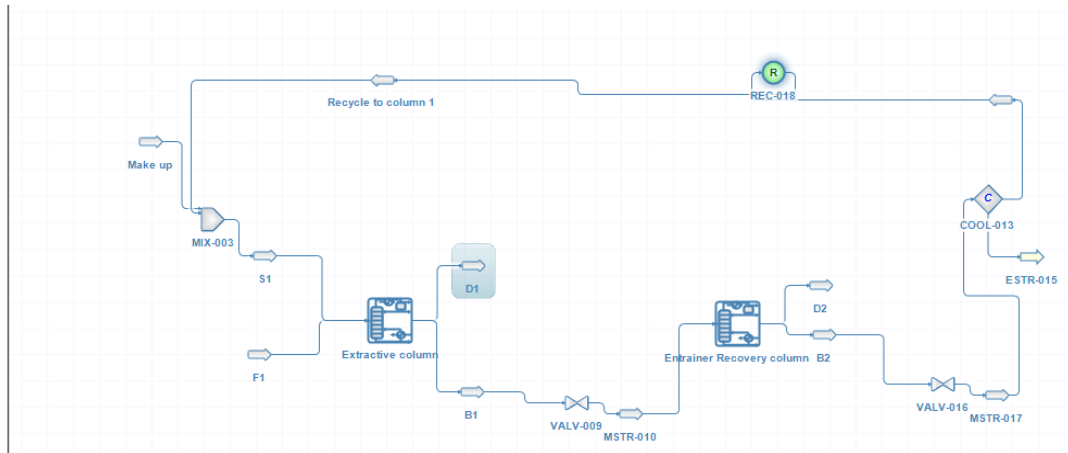 R
REC-018
Recycle to column 1
Make up
MIX-003
C
COOL-013
S1
D1
ESTR-015
D2
Extractive column
Entrainer Recovery column
B2
F1
B1
VALV-009
MSTR-010
VALV-016
MSTR-017